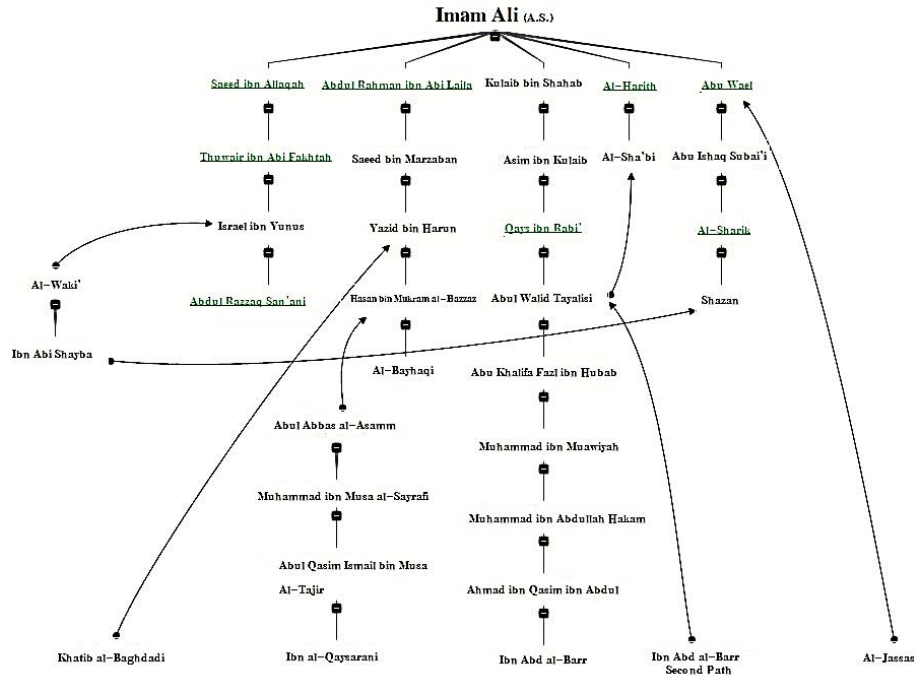 Imam Ali (A.S.)
Saeed ibn Allaqah
Abdul Rahman ibn Abi Laila
Kulaib bin Shahab
Al-Harith
Abu Wael
Thuwair ibn Abi Fakhtah
Saeed bin Marzaban
Asim ibn Kulaib
Al-Sha'bi
Abu Ishaq Subai'i
Israel ibn Yunus
Yazid bin Harun
Qays ibn Rabi'
Al-Sharik
Al-Waki'
Abdul Razzaq San'ani
Hasan bin Mukram al-Bazzaz
Abul Walid Tayalisi
Shazan
Ibn Abi Shayba
Al-Bayhaqi
Abu Khalifa Fazl ibn Hubab
Abul Abbas al-Asamm
Muhammad ibn Muawiyah
Muhammad ibn Musa al-Sayrafi
Muhammad ibn Abdullah Hakam
Abul Qasim Ismail bin Musa
Al-Tajir
Ahmad ibn Qasim ibn Abdul
Khatib al-Baghdadi
Ibn al-Qaysarani
Ibn Abd al-Barr
Ibn Abd al-Barr
Second Path
Al-Jassas